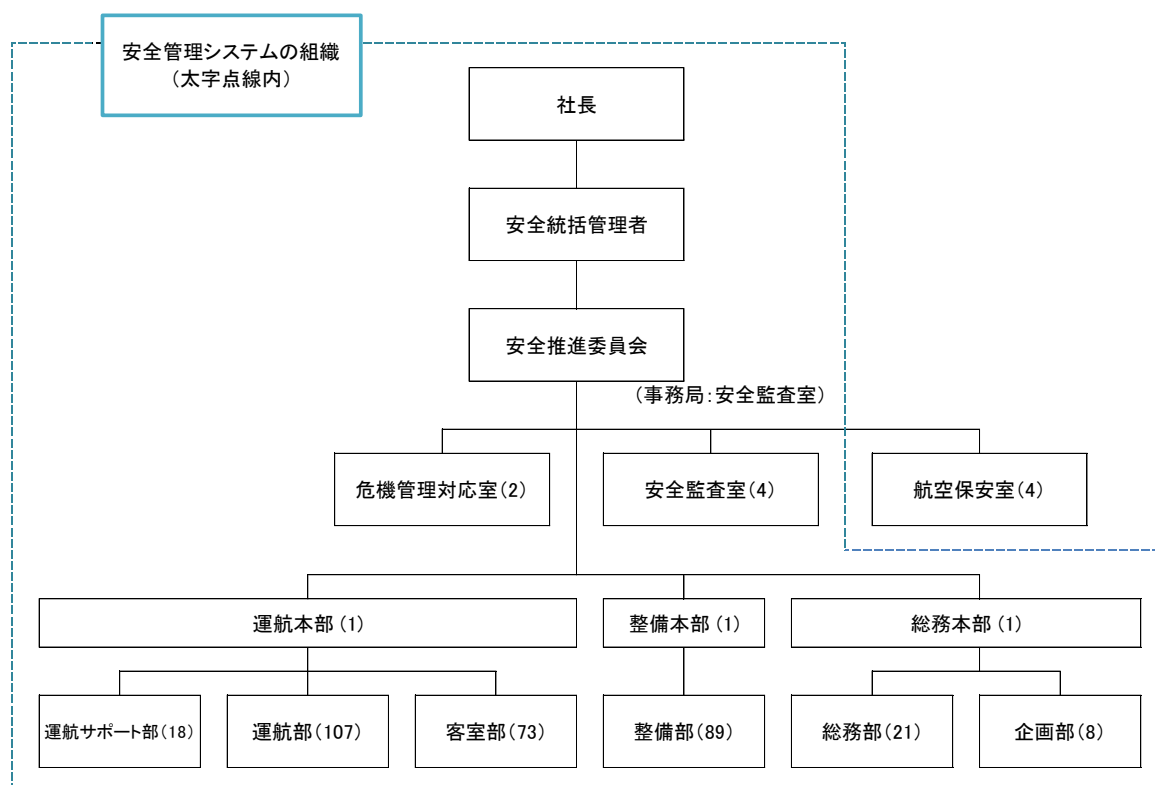 安全管理システムの組織
（太字点線内）
社長
安全統括管理者
安全推進委員会
（事務局：安全監査室）
危機管理対応室（2）
安全監査室（4）
航空保安室（4）
運航本部（1）
整備本部（1）
総務本部（1）
運航サポート部（18）
運航部（107）
客室部（73）
整備部（89）
総務部（21）
企画部（8）